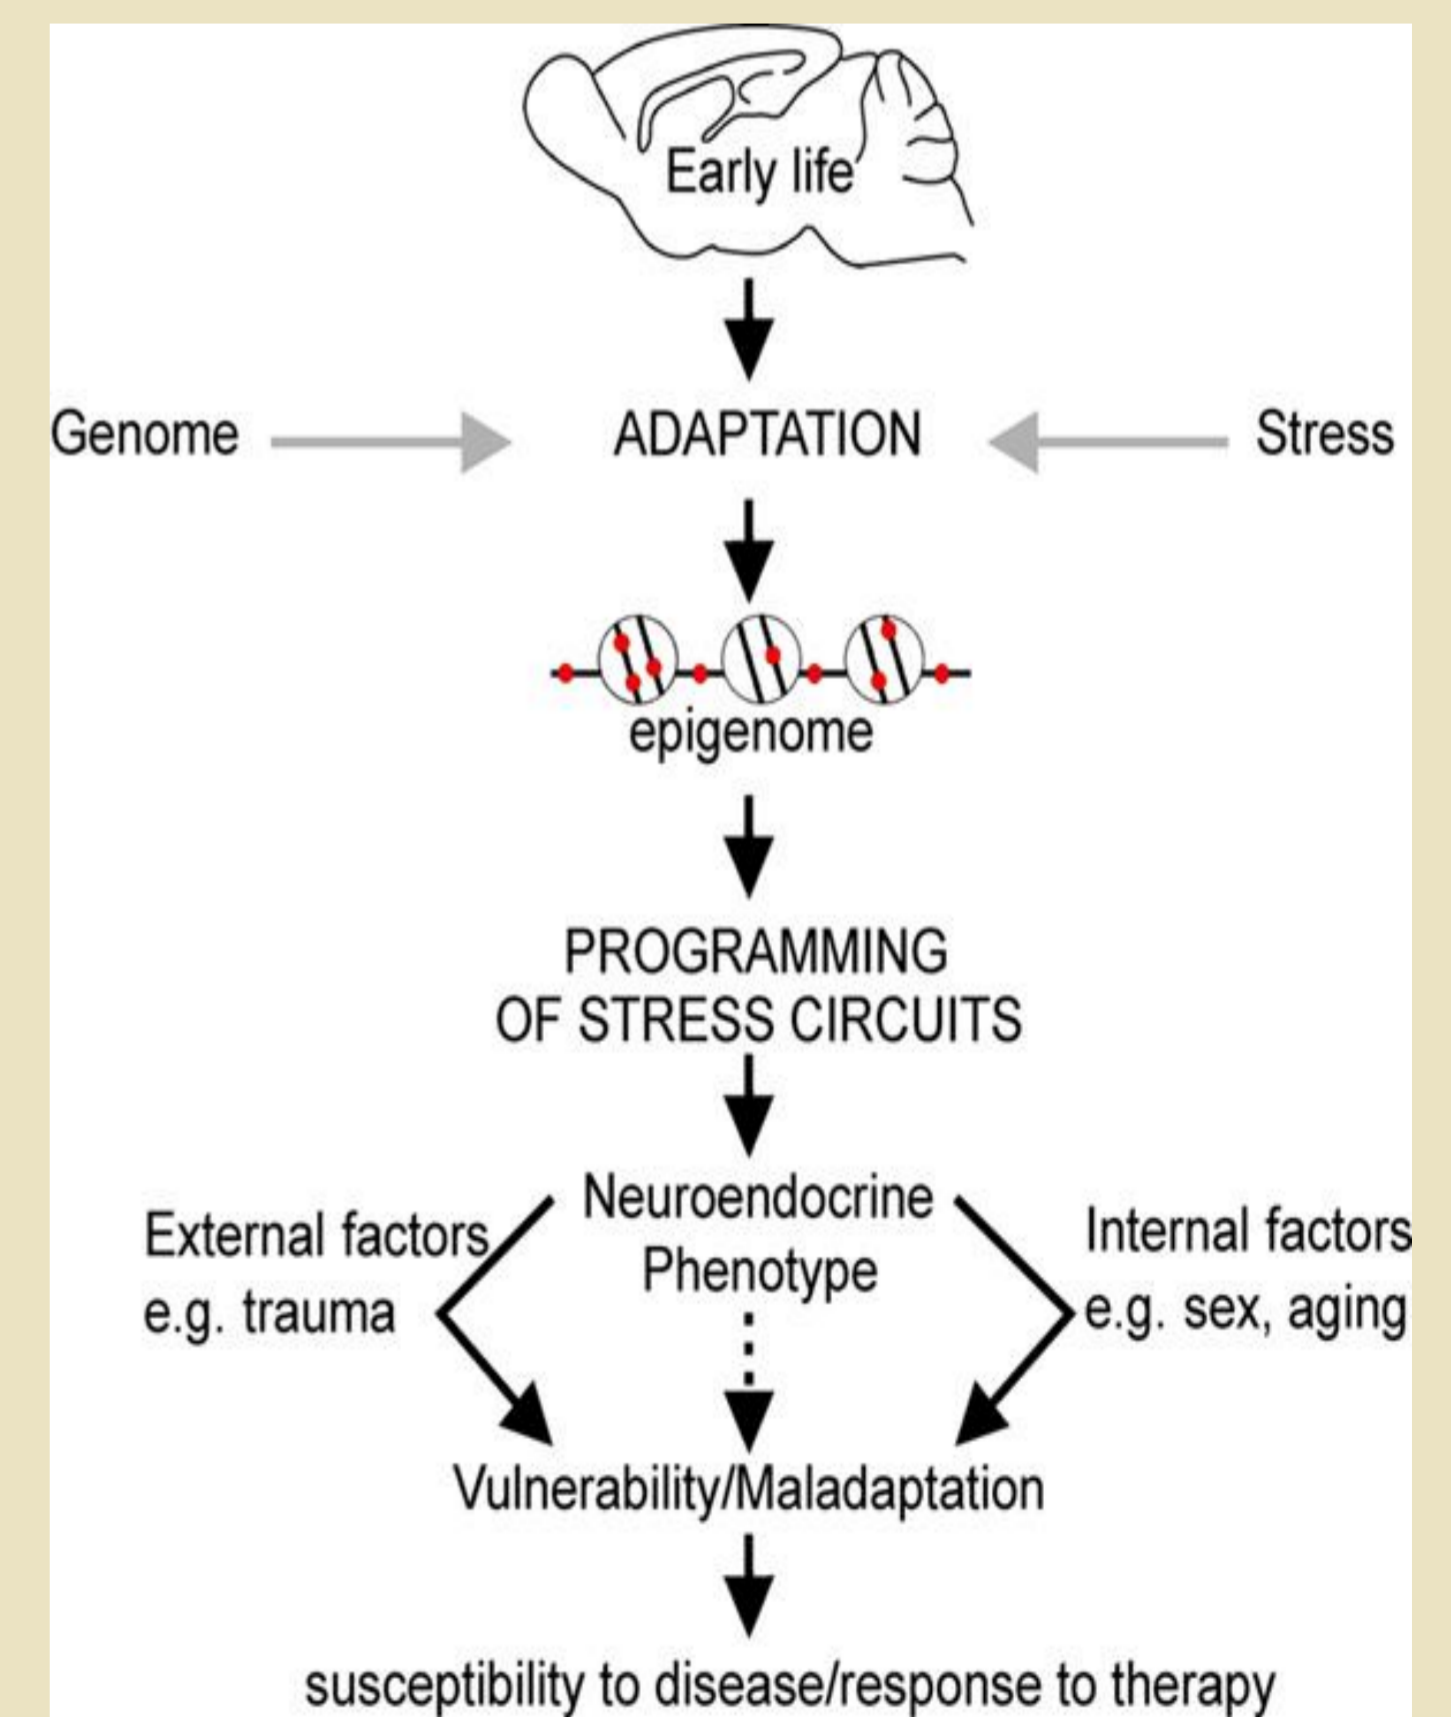 Early life
Genome
ADAPTATION
Stress
epigenome
PROGRAMMING
OF STRESS CIRCUITS
Neuroendocrine
Phenotype
External factors
e.g. trauma
Internal factors
e.g. sex, aging
Vulnerability/Maladaptation
susceptibility to disease/response to therapy